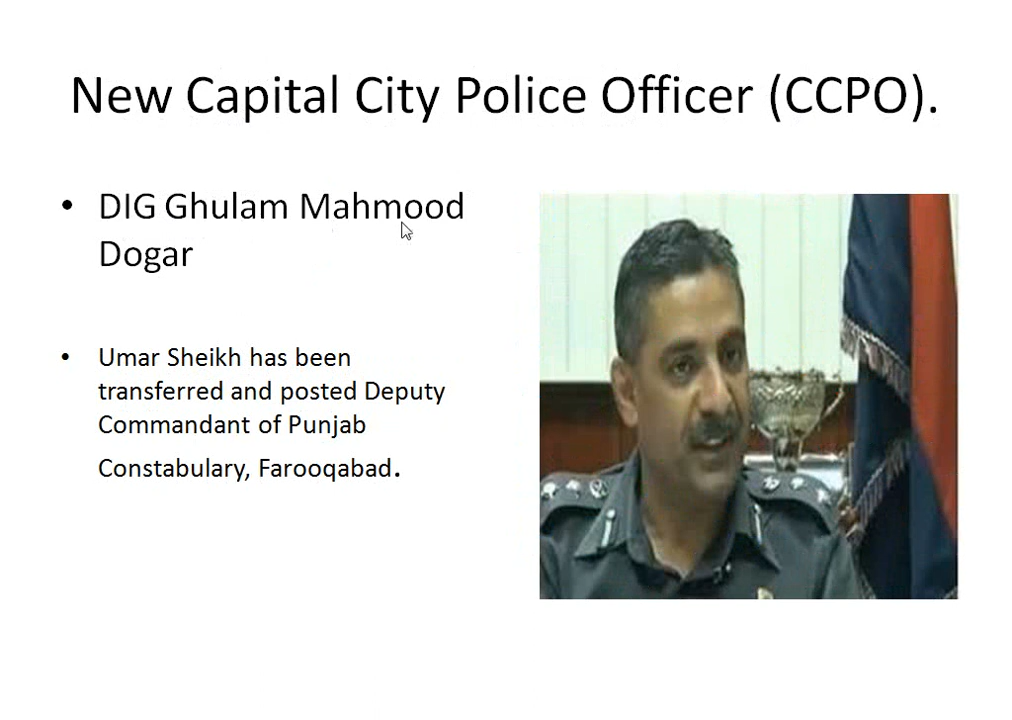 New Capital City Police Officer (CCPO).
• DIG Ghulam Mahmood
Dogar
• Umar Sheikh has been
transferred and posted Deputy
Commandant of Punjab
Constabulary, Farooqabad.